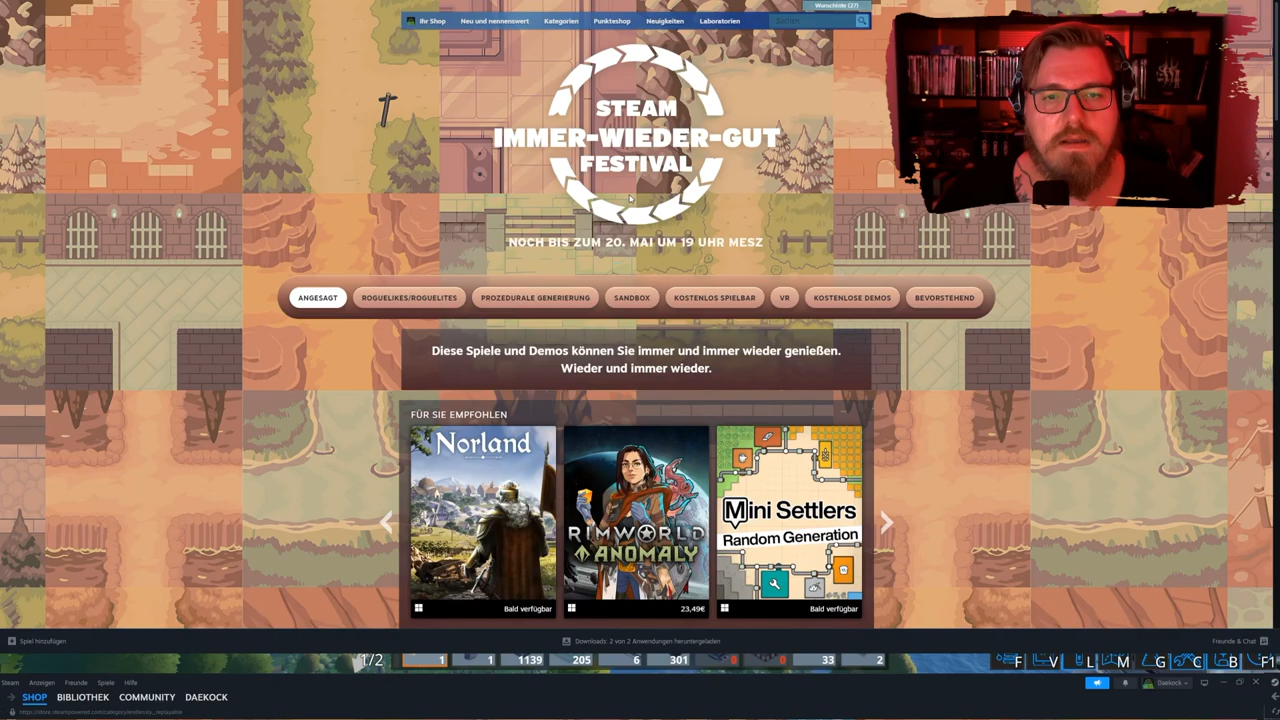 Wunschliste (27)
Ihr Shop Neu und nennenswert Kategorien Punkteshop Neuigkeiten Laboratorien Suchen
STEAM
IMMER-WIEDER-GUT
FESTIVAL
NOCH BIS ZUM 20. MAI UM 19 UHR MESZ
ANGESAGT ROGUELIKES/ROGUELITES PROZEDURALE GENERIERUNG SANDBOX KOSTENLOS SPIELBAR VR KOSTENLOSE DEMOS BEVORSTEHEND
Diese Spiele und Demos können Sie immer und immer wieder genießen.
Wieder und immer wieder.
FÜR SIE EMPFOHLEN
Norland
RIMWORLD
ANOMALY
Mini Settlers
Random Generation
Bald verfügbar 23,49€ Bald verfügbar
Spiel hinzufügen Downloads: 2 von 2 Anwendungen heruntergeladen Freunde & Chat
1/2 1 1 1139 205 6 301 0 0 33 2 F V L M G C B F1
Steam Anzeigen Freunde Spiele Hilfe Daekock
SHOP BIBLIOTHEK COMMUNITY DAEKOCK